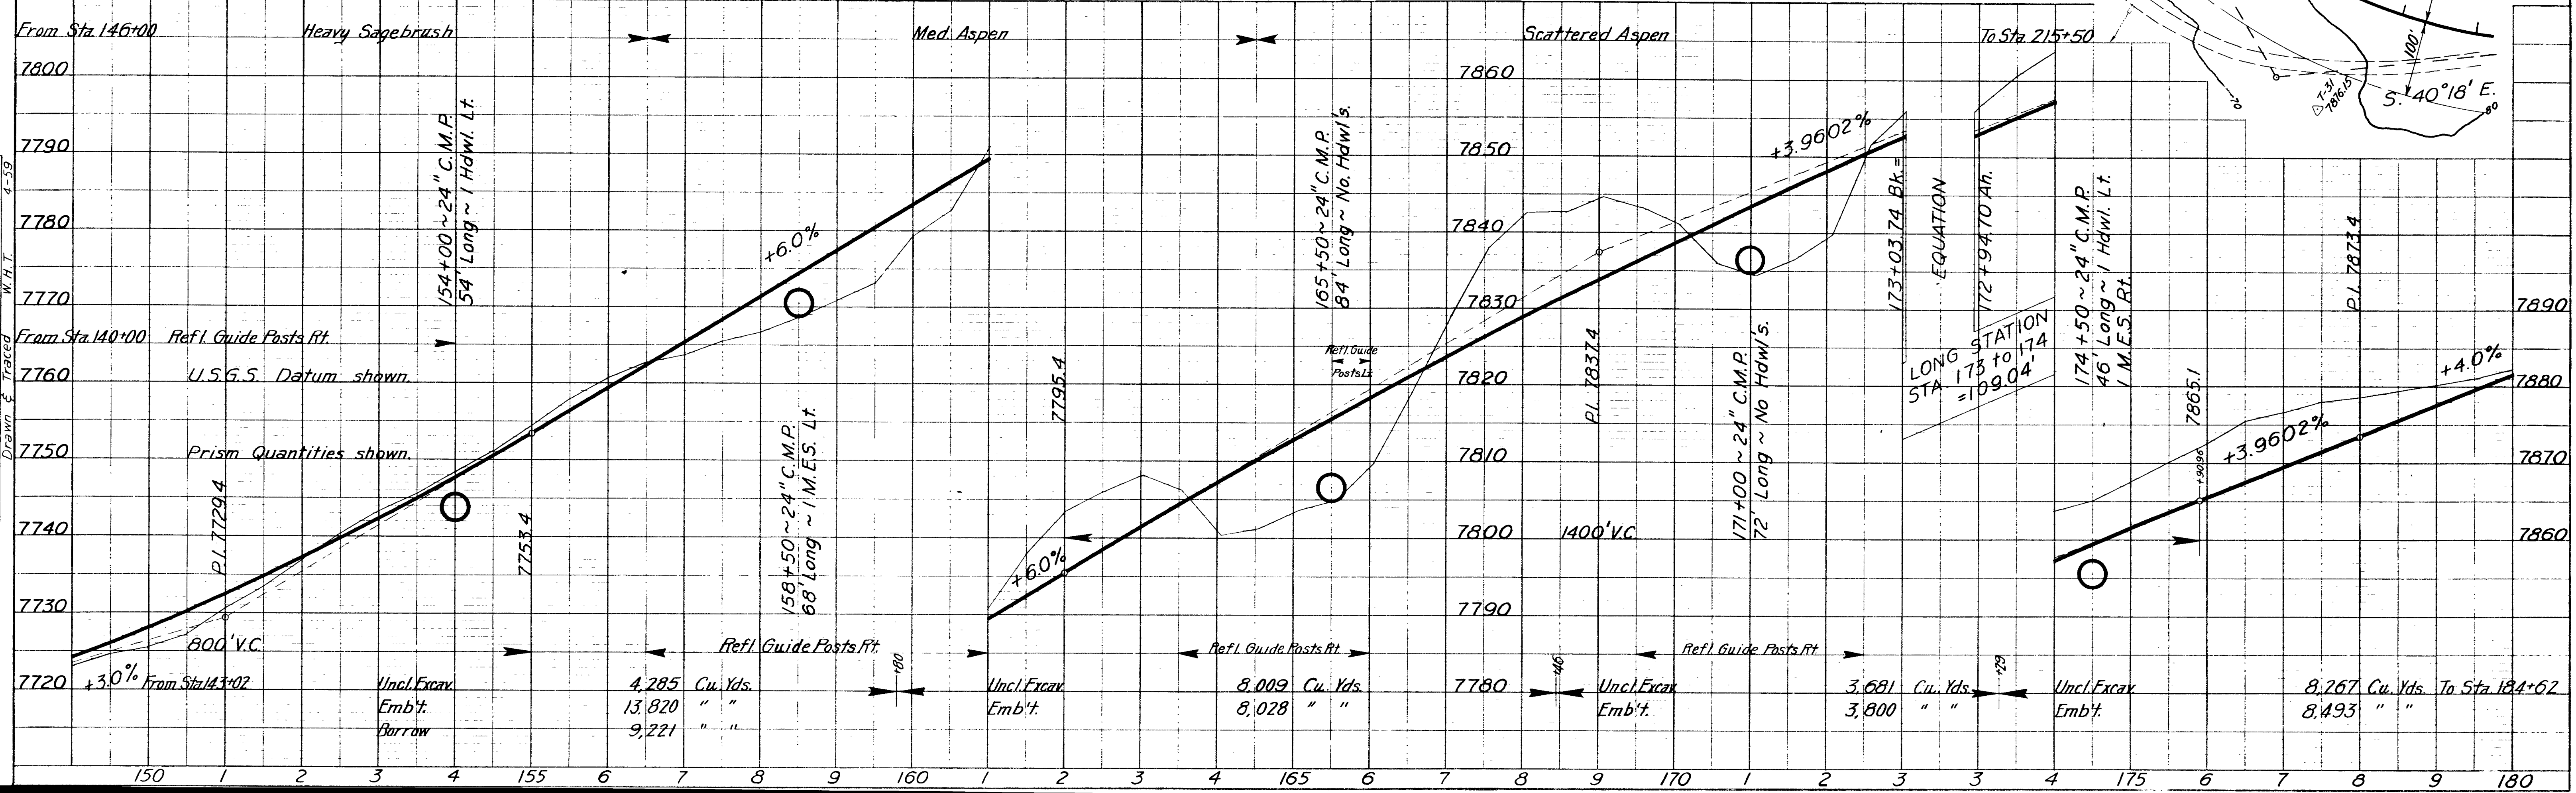 From Sta. 146+00
Heavy Sagebrush
Med. Aspen
Scattered Aspen
To Sta. 215+50
100'
S. 40°18' E.
T-31
7876.15
70
80
7800
7790
7780
7770
7760
7750
7740
7730
7720
Drawn & Traced W.H.T. 4-59
From Sta. 140+00 Refl. Guide Posts Rt.
U.S.G.S. Datum shown.
Prism Quantities shown.
P.I. 7729.4
800' V.C.
+3.0% From Sta. 143+02
154+00 ~ 24" C.M.P.
54' Long ~ 1 Hdwl. Lt.
7753.4
+6.0%
158+50 ~ 24" C.M.P.
68' Long ~ 1 M.E.S. Lt.
Refl. Guide Posts Rt.
+80
Uncl. Excav. 4,285 Cu. Yds.
Emb't. 13,820 " "
Borrow 9,221 " "
7795.4
+6.0%
165+50 ~ 24" C.M.P.
84' Long ~ No. Hdwl's.
Refl. Guide
Posts Lt.
Refl. Guide Posts Rt.
Uncl. Excav. 8,009 Cu. Yds.
Emb't. 8,028 " "
7860
7850
7840
7830
7820
7810
7800
7790
7780
P.I. 7837.4
1400' V.C.
+46
171+00 ~ 24" C.M.P.
72' Long ~ No Hdwl's.
+3.9602%
Refl. Guide Posts Rt.
+29
Uncl. Excav. 3,681 Cu. Yds.
Emb't. 3,800 " "
173+03.74 Bk. =
EQUATION
172+94.70 Ah.
LONG STATION
STA. 173 to 174
=109.04'
174+50 ~ 24" C.M.P.
46' Long ~ 1 Hdwl. Lt.
1 M.E.S. Rt.
7865.1
+9096
+3.9602%
P.I. 7873.4
+4.0%
7890
7880
7870
7860
Uncl. Excav. 8,267 Cu. Yds. To Sta. 184+62
Emb't. 8,493 " "
150 1 2 3 4 155 6 7 8 9 160 1 2 3 4 165 6 7 8 9 170 1 2 3 3 4 175 6 7 8 9 180